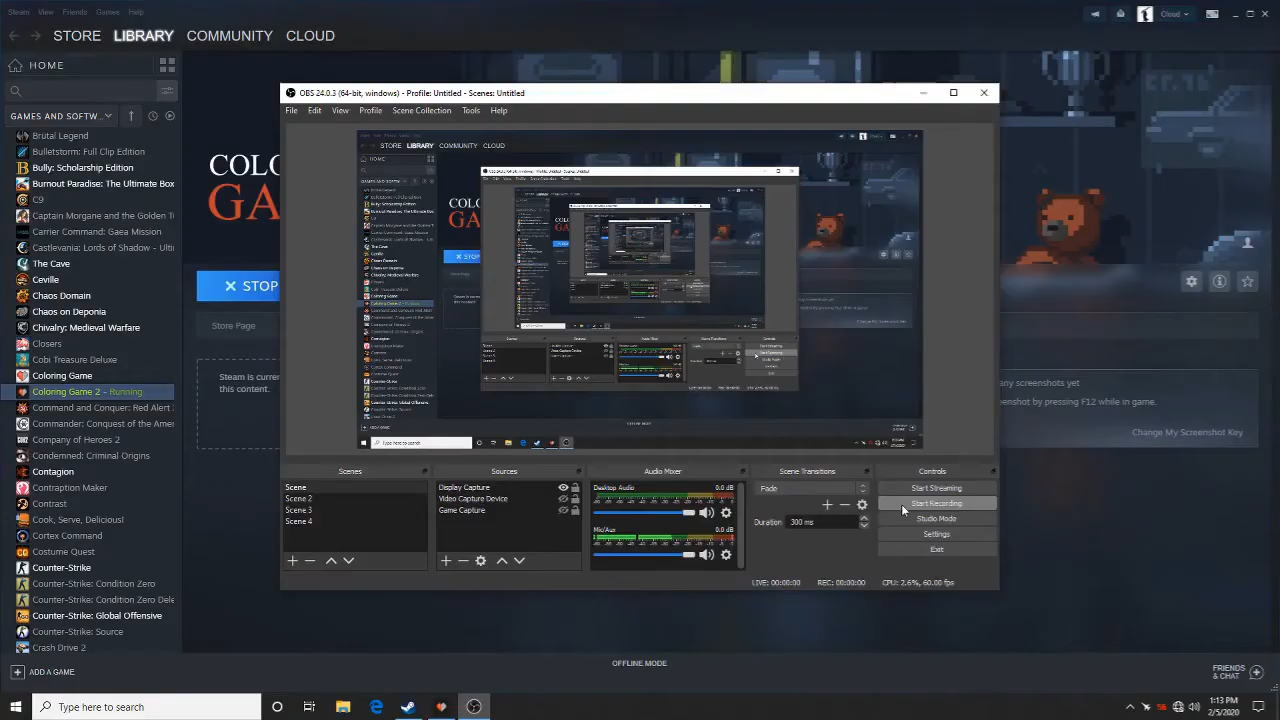 Steam View Friends Games Help
Cloud
STORE LIBRARY COMMUNITY CLOUD
HOME
GAMES AND SOFTW...
Brutal Legend
Bulletstorm: Full Clip Edition
Bully: Scholarship Edition
Burnout Paradise: The Ultimate Box
C9
Captain Morgane and the Golden T
Carrier Command: Gaea Mission
Castlevania: Lords of Shadow – Ulti
The Cave
Ceville
Chaos Domain
Chaos on Deponia
Chivalry: Medieval Warfare
Closers
Cobi Treasure Deluxe
Coloring Game
Coloring Game 2 - Running
Command and Conquer: Red Alert 3
Commander: Conquest of the Amer
Company of Heroes 2
Condemned: Criminal Origins
Contagion
Contraption Maker
Contrast
Cook, Serve, Delicious!
Cortex Command
Costume Quest
Counter-Strike
Counter-Strike: Condition Zero
Counter-Strike: Condition Zero Dele
Counter-Strike: Global Offensive
Counter-Strike: Source
Crash Drive 2
ADD A GAME
COLO
GA
STOP
Store Page
Steam is curren
this content.
OBS 24.0.3 (64-bit, windows) - Profile: Untitled - Scenes: Untitled
File Edit View Profile Scene Collection Tools Help
STORE LIBRARY COMMUNITY CLOUD
HOME
Scenes
Scene
Scene 2
Scene 3
Scene 4
Sources
Display Capture
Video Capture Device
Game Capture
Audio Mixer
Desktop Audio 0.0 dB
Mic/Aux 0.0 dB
Scene Transitions
Fade
Duration 300 ms
Controls
Start Streaming
Start Recording
Studio Mode
Settings
Exit
LIVE: 00:00:00 REC: 00:00:00 CPU: 2.6%, 60.00 fps
any screenshots yet
shot by pressing F12 while in game.
Change My Screenshot Key
OFFLINE MODE
FRIENDS
& CHAT
Type here to search
1:13 PM
2/5/2020